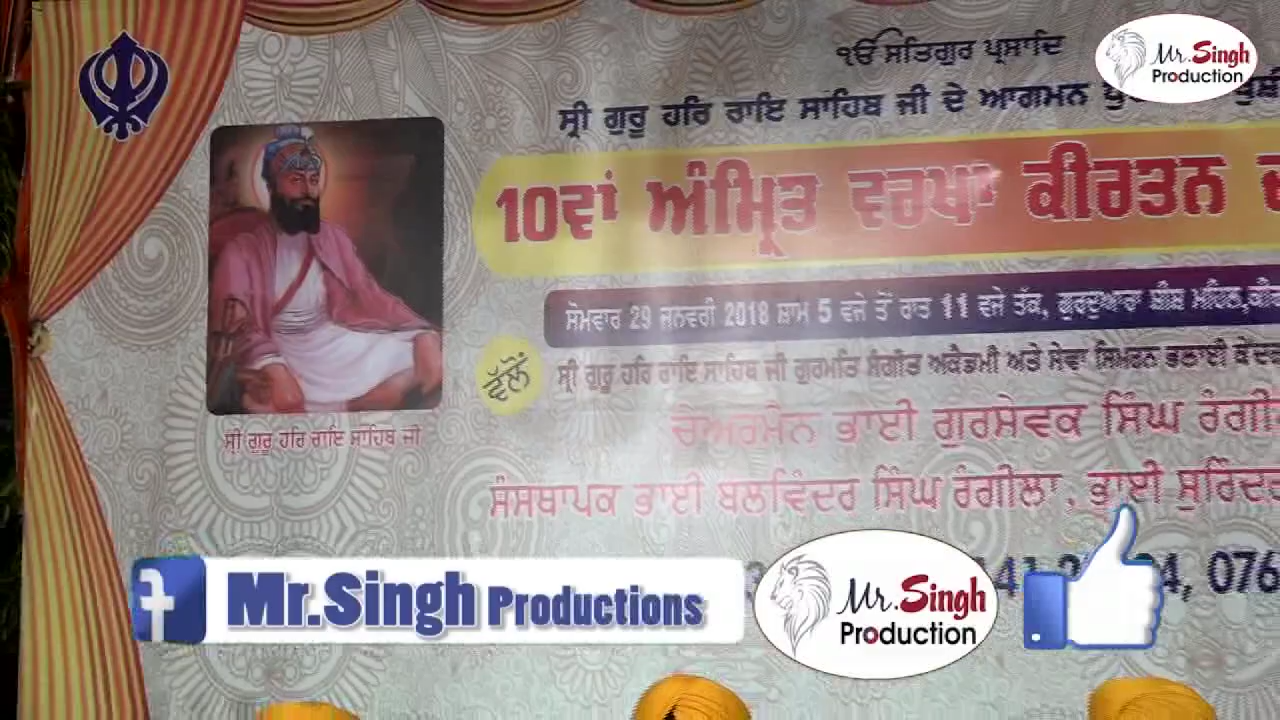 ੴ ਸਤਿਗੁਰ ਪ੍ਰਸਾਦਿ
Mr.Singh
Production
ਸ੍ਰੀ ਗੁਰੂ ਹਰਿ ਰਾਇ ਸਾਹਿਬ ਜੀ ਦੇ ਆਗਮਨ
10ਵਾਂ ਅੰਮ੍ਰਿਤ ਵਰਖਾ ਕੀਰਤਨ
ਸੋਮਵਾਰ 29 ਜਨਵਰੀ 2018 ਸ਼ਾਮ 5 ਵਜੇ ਤੋਂ ਰਾਤ 11 ਵਜੇ ਤੱਕ, ਗੁਰਦੁਆਰਾ
ਵੱਲੋਂ
ਸ੍ਰੀ ਗੁਰੂ ਹਰਿ ਰਾਇ ਸਾਹਿਬ ਜੀ ਗੁਰਮਤਿ ਸੰਗੀਤ ਅਕੈਡਮੀ ਅਤੇ ਸੇਵਾ ਸਿਮਰਨ ਭਲਾਈ
ਚੇਅਰਮੈਨ ਭਾਈ ਗੁਰਸੇਵਕ ਸਿੰਘ
ਸ੍ਰੀ ਗੁਰੂ ਹਰਿ ਰਾਇ ਸਾਹਿਬ ਜੀ
ਸੰਸਥਾਪਕ ਭਾਈ ਬਲਵਿੰਦਰ ਸਿੰਘ ਰੰਗੀਲਾ, ਭਾਈ
f Mr.Singh Productions
Mr.Singh
Production